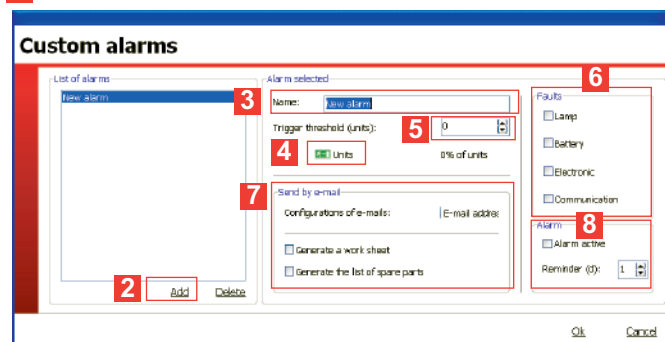 Custom alarms
List of alarms
New alarm
2
Add
Delete
Alarm selected
3
Name:
New alarm
Trigger threshold (units):
5
0
4
Units
0% of units
7
Send by e-mail
Configurations of e-mails:
E-mail addres
Generate a work sheet
Generate the list of spare parts
6
Faults
Lamp
Battery
Electronic
Communication
8
Alarm
Alarm active
Reminder (d):
1
Ok
Cancel